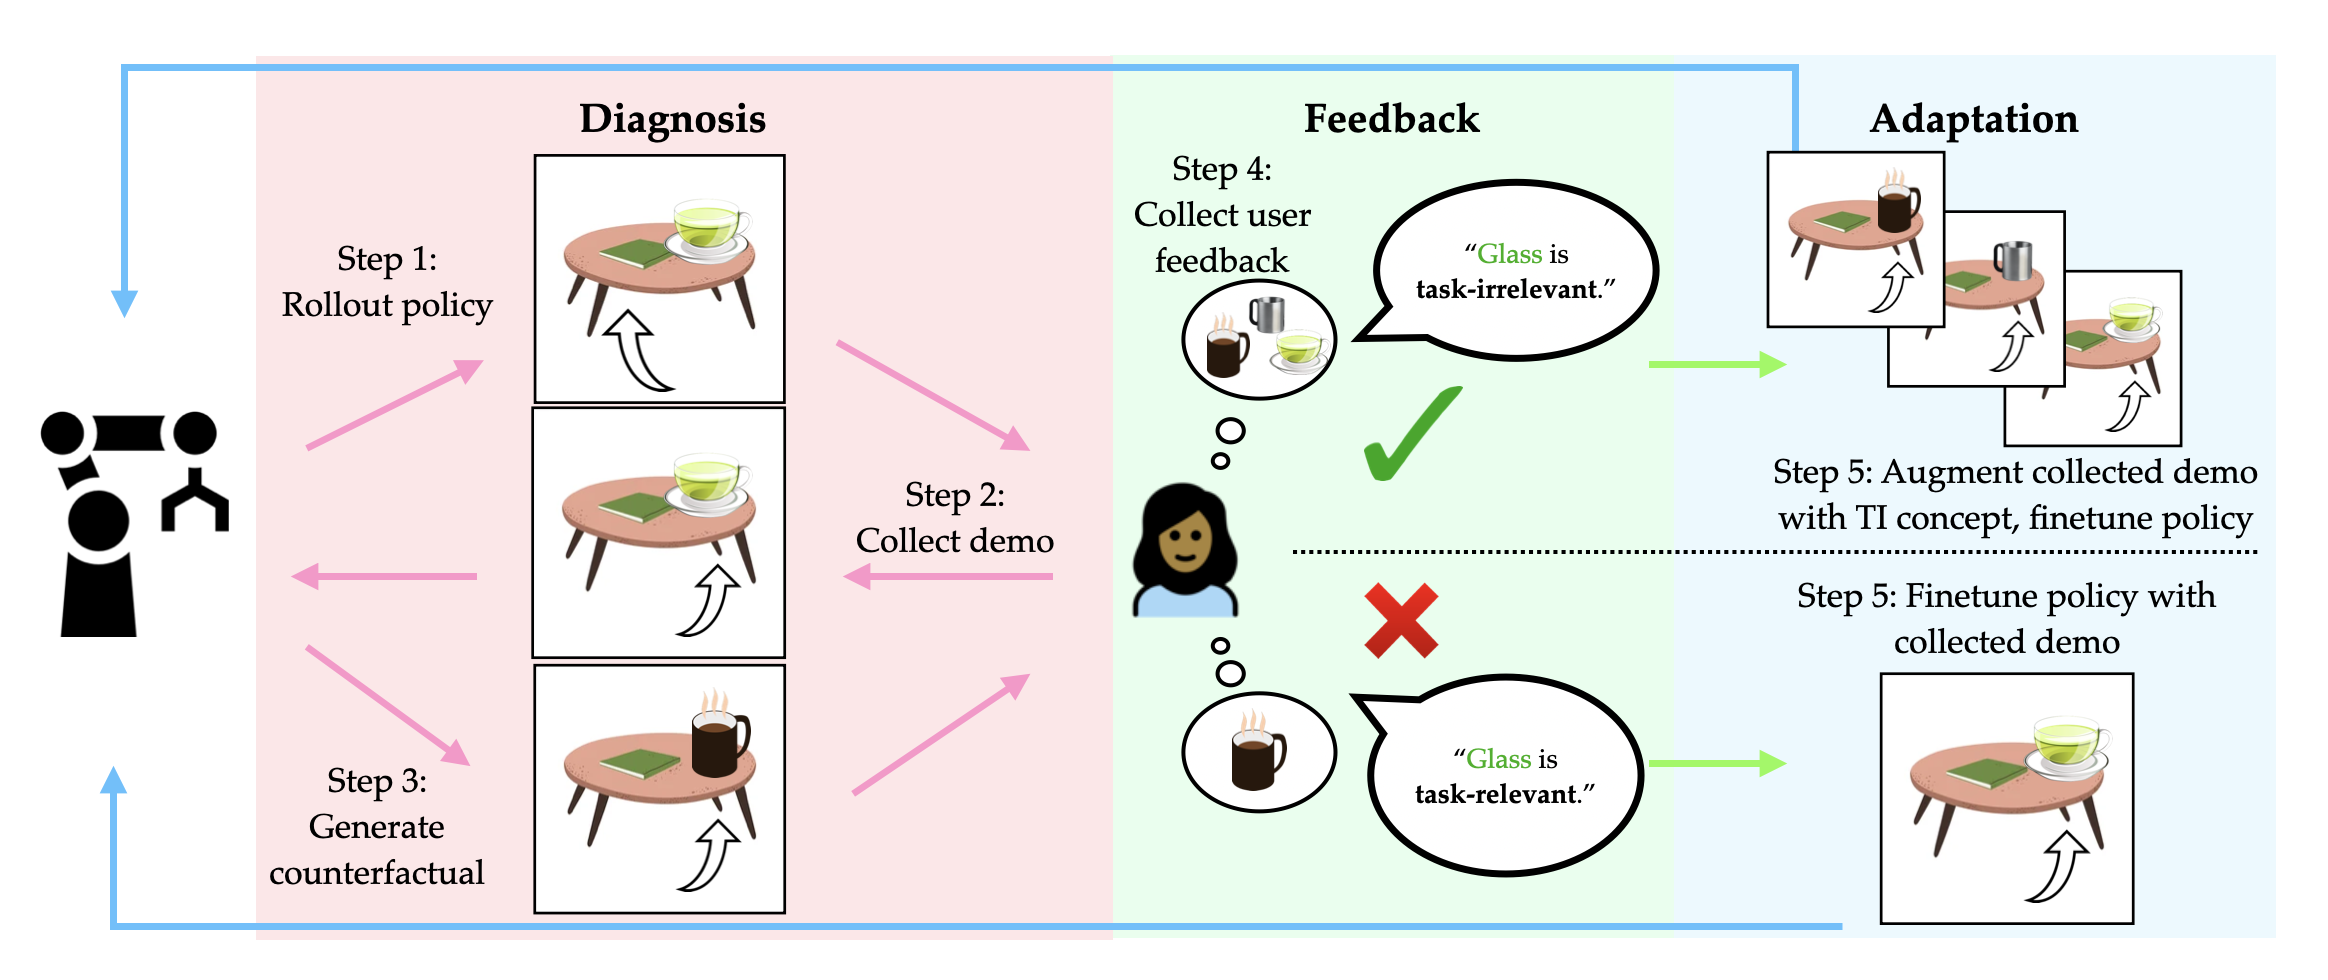 Diagnosis
Step 1:
Rollout policy
Step 2:
Collect demo
Step 3:
Generate
counterfactual
Feedback
Step 4:
Collect user
feedback
“Glass is
task-irrelevant.”
“Glass is
task-relevant.”
Adaptation
Step 5: Augment collected demo
with TI concept, finetune policy
Step 5: Finetune policy with
collected demo